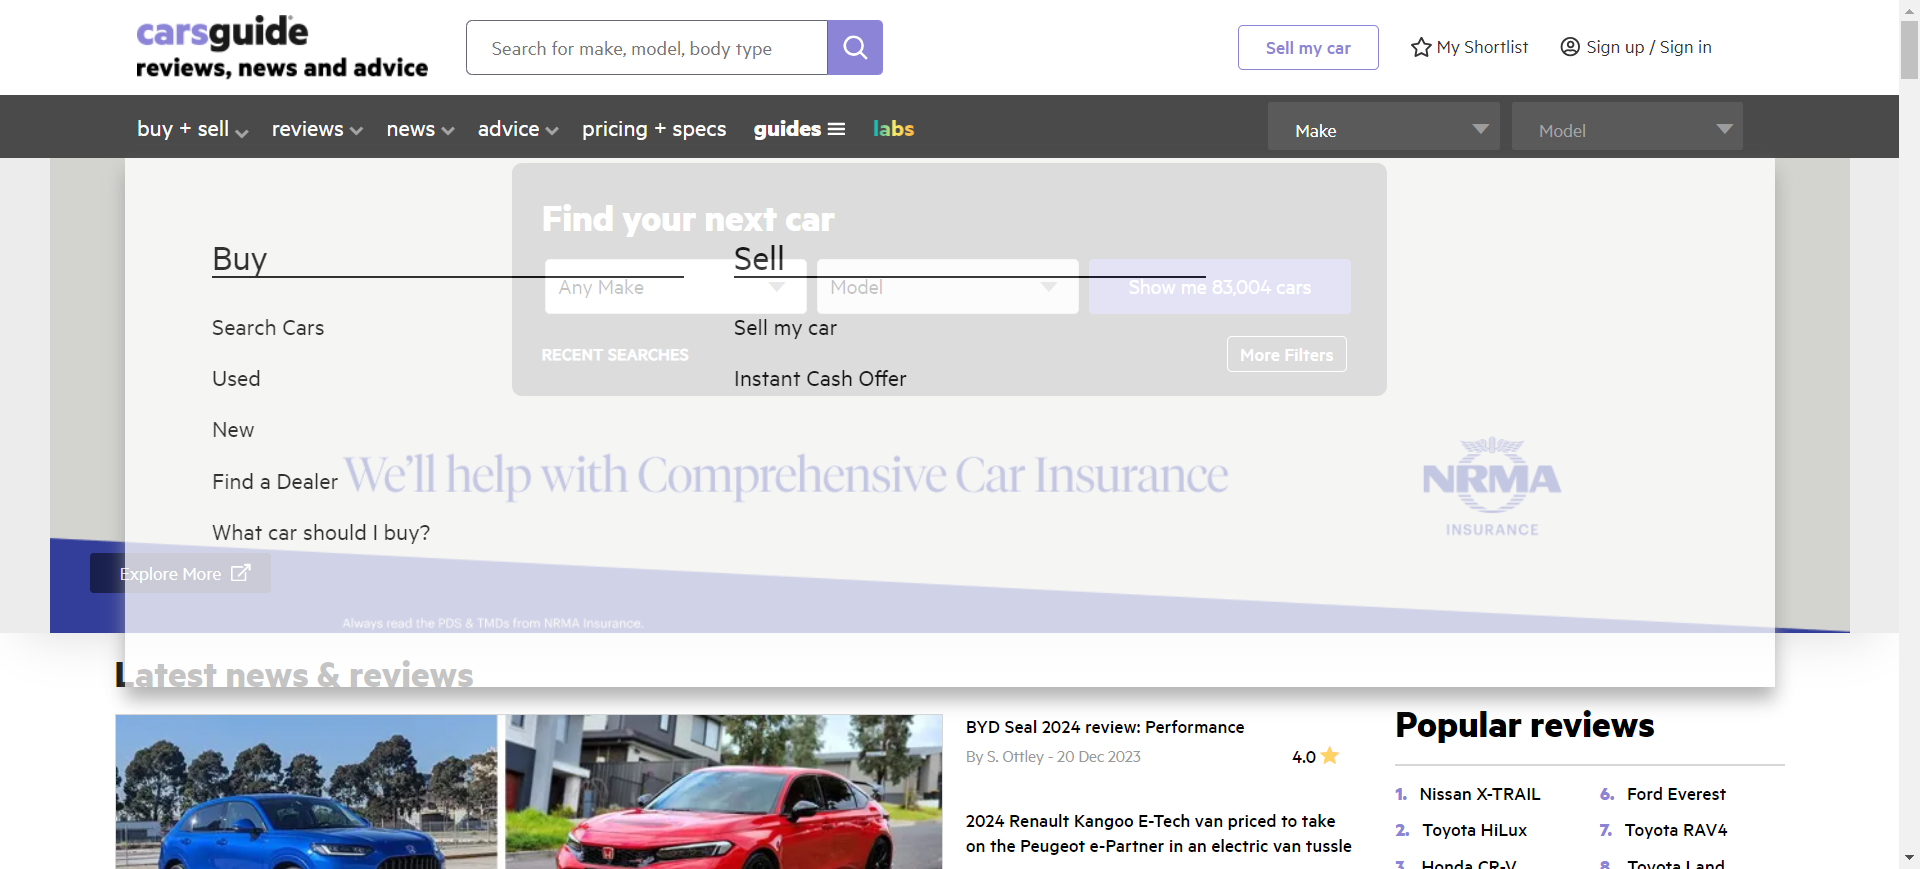 carsguide
reviews, news and advice
Search for make, model, body type
Sell my car
My Shortlist
Sign up / Sign in
buy + sell
reviews
news
advice
pricing + specs
guides
labs
Make
Model
Find your next car
Buy
Sell
Any Make
Model
Show me 83,004 cars
Search Cars
Sell my car
RECENT SEARCHES
More Filters
Used
Instant Cash Offer
New
Find a Dealer
We'll help with Comprehensive Car Insurance
NRMA
INSURANCE
What car should I buy?
Explore More
Always read the PDS & TMDs from NRMA Insurance.
Latest news & reviews
BYD Seal 2024 review: Performance
By S. Ottley - 20 Dec 2023
4.0
2024 Renault Kangoo E-Tech van priced to take
on the Peugeot e-Partner in an electric van tussle
Popular reviews
1. Nissan X-TRAIL
2. Toyota HiLux
3. Honda CR-V
6. Ford Everest
7. Toyota RAV4
8. Toyota Land